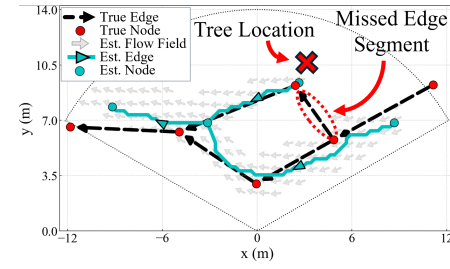 14.0
10.5
7.0
3.5
0.0
y (m)
-12
-6
0
6
12
x (m)
True Edge
True Node
Est. Flow Field
Est. Edge
Est. Node
Tree Location
Missed Edge
Segment